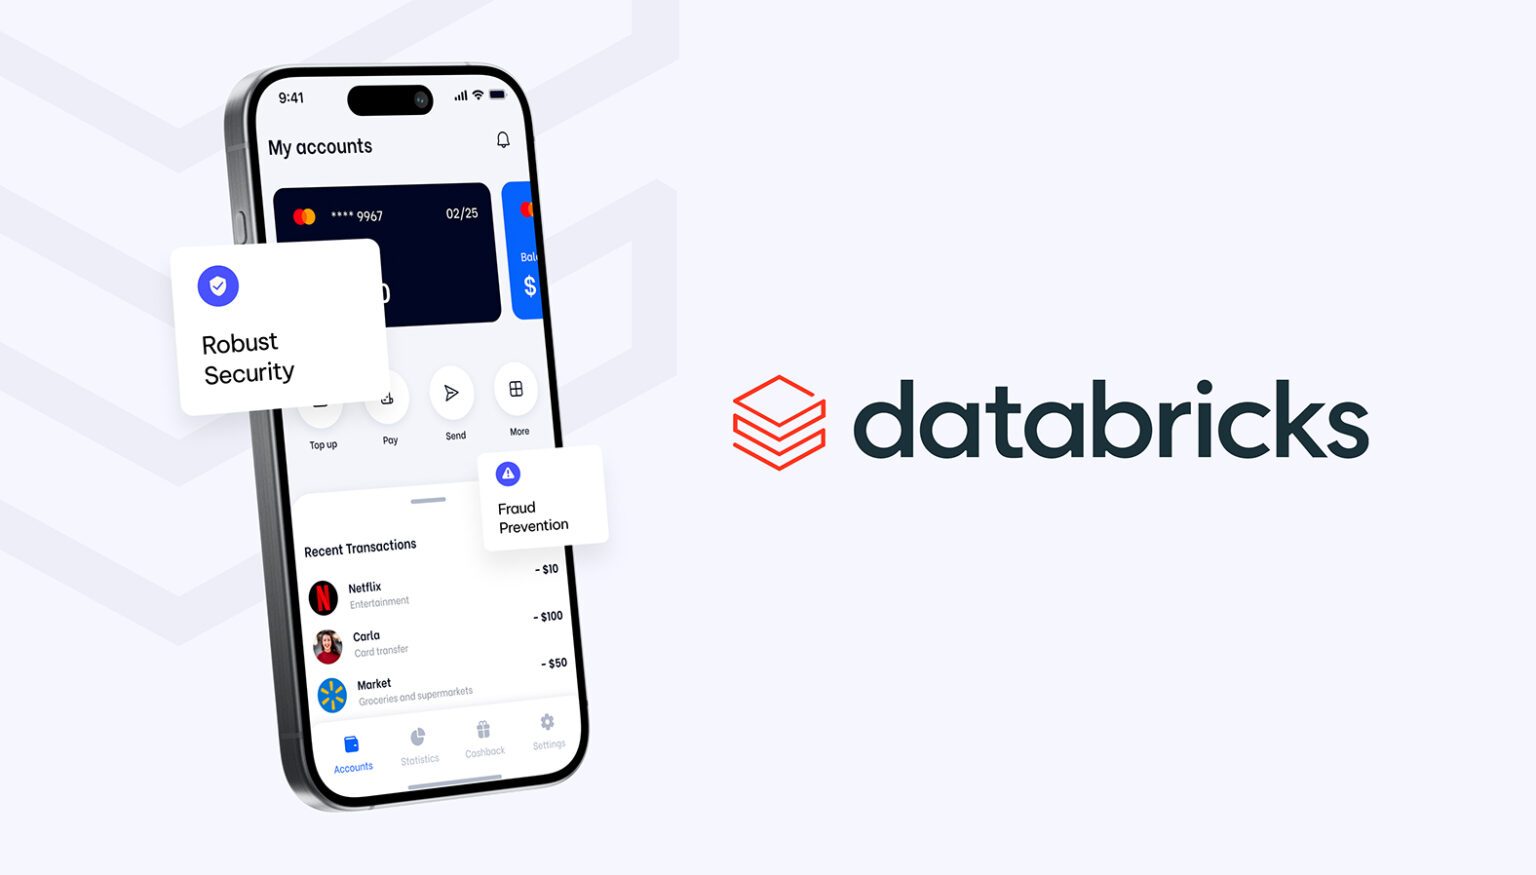 9:41
My accounts
**** 9967
02/25
0
$
Robust
Security
Top up
Pay
Send
More
Fraud
Prevention
Recent Transactions
Netflix
Entertainment
- $10
Carla
Card transfer
- $100
Market
Groceries and supermarkets
- $50
Accounts
Statistics
Cashback
Settings
databricks